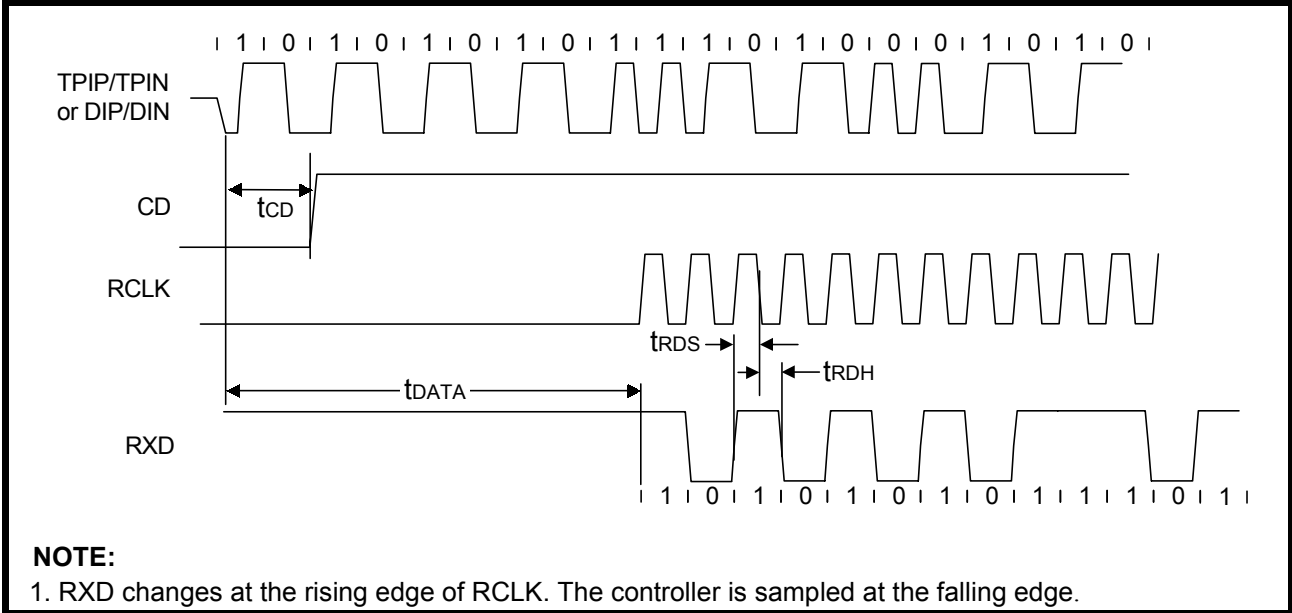 1 0 1 0 1 0 1 0 1 1 1 0 1 0 0 0 1 0 1 0
TPIP/TPIN
or DIP/DIN
CD
tCD
RCLK
tRDS
tRDH
tDATA
RXD
1 0 1 0 1 0 1 0 1 1 1 0 1
NOTE:
1. RXD changes at the rising edge of RCLK. The controller is sampled at the falling edge.